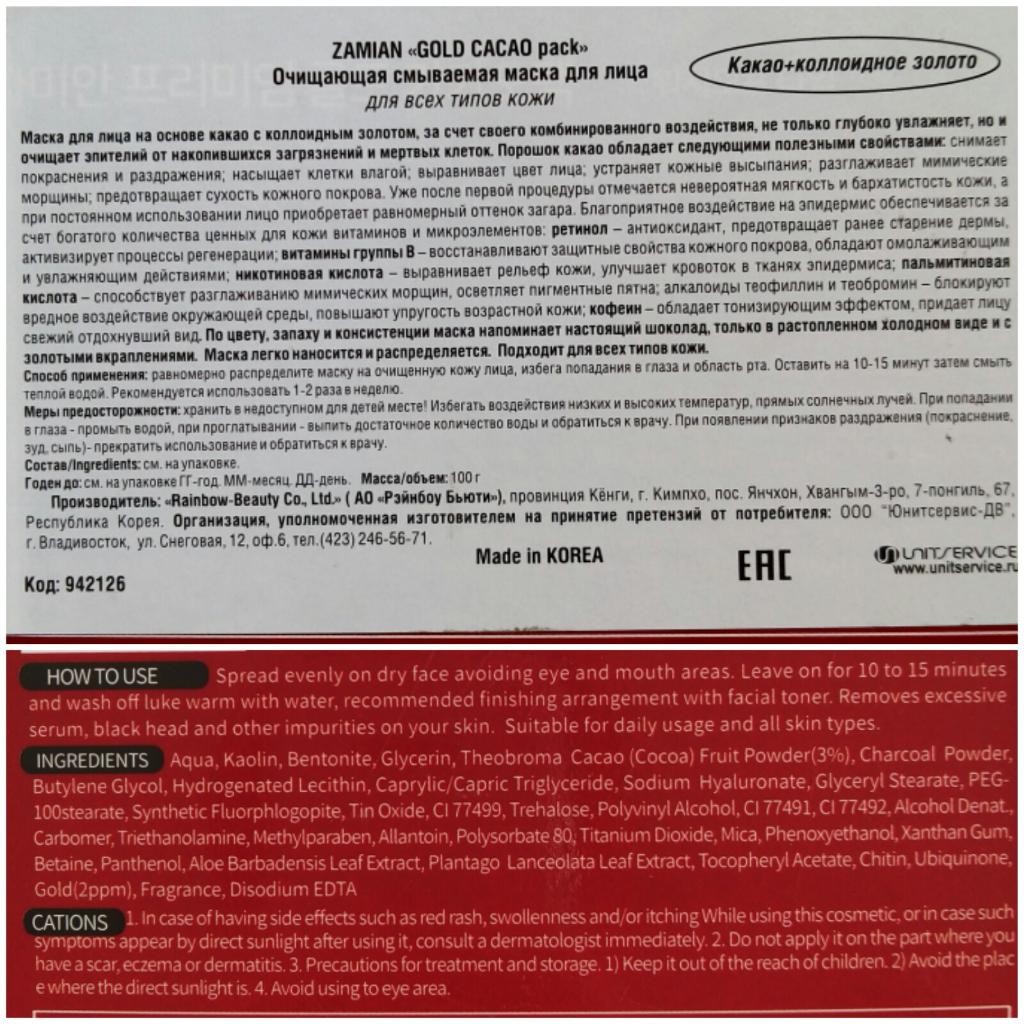 ZAMIAN «GOLD CACAO pack»
Очищающая смываемая маска для лица
для всех типов кожи
Какао+коллоидное золото
Маска для лица на основе какао с коллоидным золотом, за счет своего комбинированного воздействия, не только глубоко увлажняет, но и
очищает эпителий от накопившихся загрязнений и мертвых клеток. Порошок какао обладает следующими полезными свойствами: снимает
покраснения и раздражения; насыщает клетки влагой; выравнивает цвет лица; устраняет кожные высыпания; разглаживает мимические
морщины; предотвращает сухость кожного покрова. Уже после первой процедуры отмечается невероятная мягкость и бархатистость кожи, а
при постоянном использовании лицо приобретает равномерный оттенок загара. Благоприятное воздействие на эпидермис обеспечивается за
счет богатого количества ценных для кожи витаминов и микроэлементов: ретинол – антиоксидант, предотвращает ранее старение дермы,
активизирует процессы регенерации; витамины группы В – восстанавливают защитные свойства кожного покрова, обладают омолаживающим
и увлажняющим действиями; никотиновая кислота – выравнивает рельеф кожи, улучшает кровоток в тканях эпидермиса; пальмитиновая
кислота – способствует разглаживанию мимических морщин, осветляет пигментные пятна; алкалоиды теофиллин и теобромин – блокируют
вредное воздействие окружающей среды, повышают упругость возрастной кожи; кофеин – обладает тонизирующим эффектом, придает лицу
свежий отдохнувший вид. По цвету, запаху и консистенции маска напоминает настоящий шоколад, только в растопленном холодном виде и с
золотыми вкраплениями. Маска легко наносится и распределяется. Подходит для всех типов кожи.
Способ применения: равномерно распределите маску на очищенную кожу лица, избега попадания в глаза и область рта. Оставить на 10-15 минут затем смыть
теплой водой. Рекомендуется использовать 1-2 раза в неделю.
Меры предосторожности: хранить в недоступном для детей месте! Избегать воздействия низких и высоких температур, прямых солнечных лучей. При попадании
в глаза - промыть водой, при проглатывании - выпить достаточное количество воды и обратиться к врачу. При появлении признаков раздражения (покраснение,
зуд, сыпь)- прекратить использование и обратиться к врачу.
Состав/Ingredients: см. на упаковке.
Годен до: см. на упаковке ГГ-год. ММ-месяц. ДД-день. Масса/объем: 100 г
Производитель: «Rainbow-Beauty Co., Ltd.» ( АО «Рэйнбоу Бьюти»), провинция Кёнги, г. Кимпхо, пос. Янчхон, Хвангым-3-ро, 7-понгиль, 67,
Республика Корея. Организация, уполномоченная изготовителем на принятие претензий от потребителя: ООО "Юнитсервис-ДВ",
г. Владивосток, ул. Снеговая, 12, оф.6, тел.(423) 246-56-71.
Made in KOREA
EAC
UNITSERVICE
www.unitservice.ru
Код: 942126
HOW TO USE Spread evenly on dry face avoiding eye and mouth areas. Leave on for 10 to 15 minutes
and wash off luke warm with water, recommended finishing arrangement with facial toner. Removes excessive
serum, black head and other impurities on your skin. Suitable for daily usage and all skin types.
INGREDIENTS Aqua, Kaolin, Bentonite, Glycerin, Theobroma Cacao (Cocoa) Fruit Powder(3%), Charcoal Powder,
Butylene Glycol, Hydrogenated Lecithin, Caprylic/Capric Triglyceride, Sodium Hyaluronate, Glyceryl Stearate, PEG-
100stearate, Synthetic Fluorphlogopite, Tin Oxide, CI 77499, Trehalose, Polyvinyl Alcohol, CI 77491, CI 77492, Alcohol Denat.,
Carbomer, Triethanolamine, Methylparaben, Allantoin, Polysorbate 80, Titanium Dioxide, Mica, Phenoxyethanol, Xanthan Gum,
Betaine, Panthenol, Aloe Barbadensis Leaf Extract, Plantago Lanceolata Leaf Extract, Tocopheryl Acetate, Chitin, Ubiquinone,
Gold(2ppm), Fragrance, Disodium EDTA
CATIONS 1. In case of having side effects such as red rash, swollenness and/or itching While using this cosmetic, or in case such
symptoms appear by direct sunlight after using it, consult a dermatologist immediately. 2. Do not apply it on the part where you
have a scar, eczema or dermatitis. 3. Precautions for treatment and storage. 1) Keep it out of the reach of children. 2) Avoid the plac
e where the direct sunlight is. 4. Avoid using to eye area.